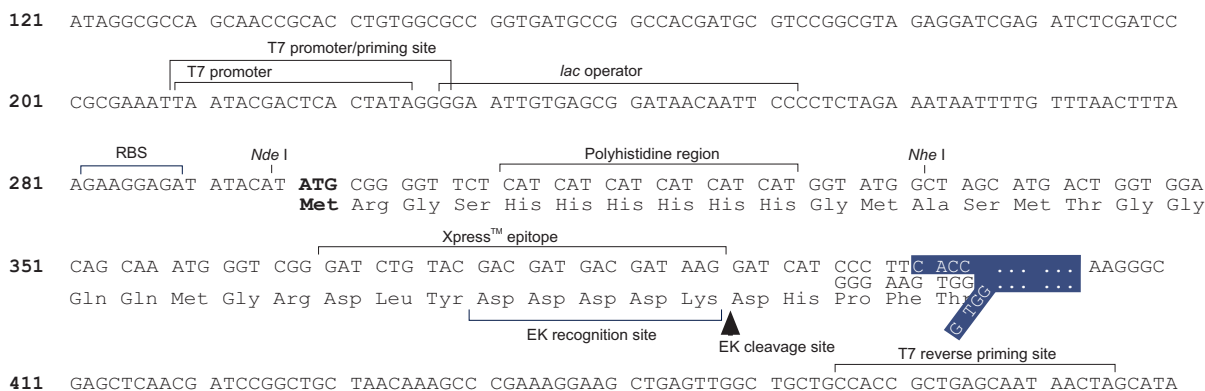 121 ATAGGCGCCA GCAACCGCAC CTGTGGCGCC GGTGATGCCG GCCACGATGC GTCCGGCGTA GAGGATCGAG ATCTCGATCC
T7 promoter/priming site
T7 promoter
lac operator
201 CGCGAAATTA ATACGACTCA CTATAGGGGA ATTGTGAGCG GATAACAATT CCCCTCTAGA AATAATTTTG TTTAACTTTA
RBS
Nde I
Polyhistidine region
Nhe I
281 AGAAGGAGAT ATACAT ATG CGG GGT TCT CAT CAT CAT CAT CAT CAT GGT ATG GCT AGC ATG ACT GGT GGA
Met Arg Gly Ser His His His His His His Gly Met Ala Ser Met Thr Gly Gly
Xpress™ epitope
351 CAG CAA ATG GGT CGG GAT CTG TAC GAC GAT GAC GAT AAG GAT CAT CCC TTC ACC ... ... AAGGGC
GGG AAG TGG
G TGG
Gln Gln Met Gly Arg Asp Leu Tyr Asp Asp Asp Asp Lys Asp His Pro Phe Thr
EK recognition site
EK cleavage site
T7 reverse priming site
411 GAGCTCAACG ATCCGGCTGC TAACAAAGCC CGAAAGGAAG CTGAGTTGGC TGCTGCCACC GCTGAGCAAT AACTAGCATA